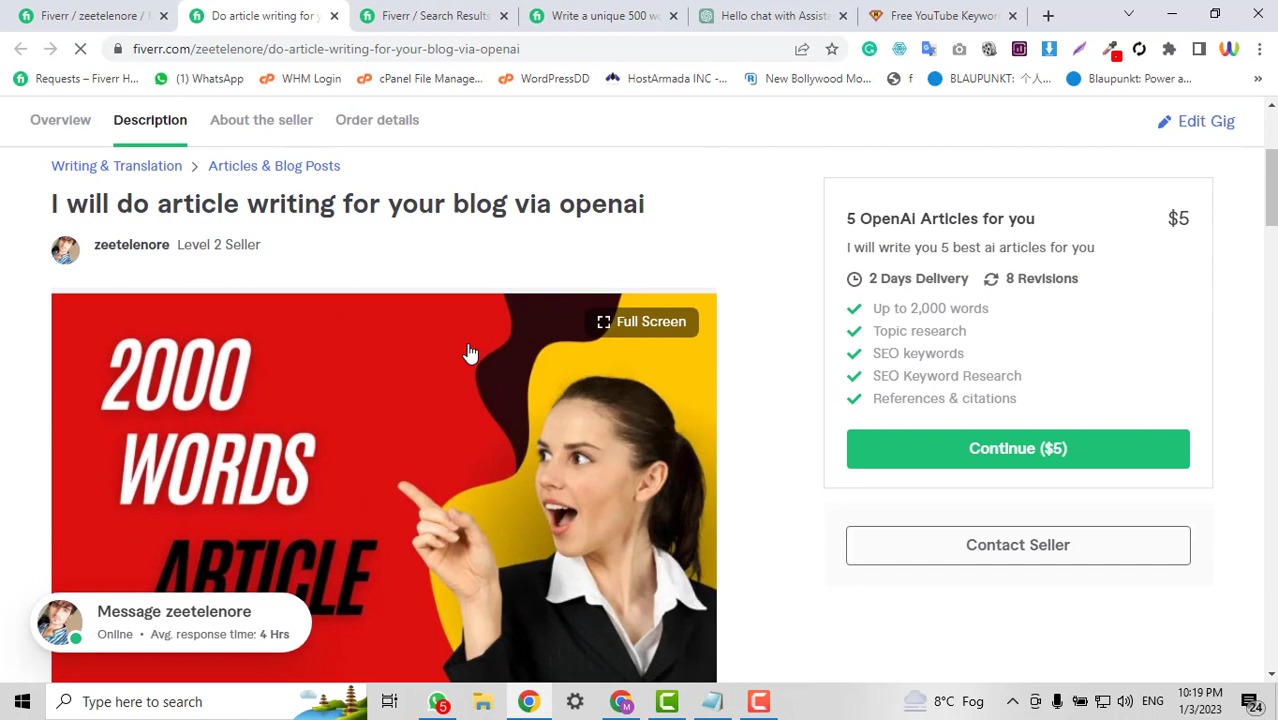 Fiverr / zeetelenore /
Do article writing for y
Fiverr / Search Results
Write a unique 500 wo
Hello chat with Assista
Free YouTube Keywor
fiverr.com/zeetelenore/do-article-writing-for-your-blog-via-openai
Requests – Fiverr H...
(1) WhatsApp
WHM Login
cPanel File Manage...
WordPressDD
HostArmada INC -...
New Bollywood Mo...
f
BLAUPUNKT: 个人...
Blaupunkt: Power a...
»
Overview
Description
About the seller
Order details
Edit Gig
Writing & Translation > Articles & Blog Posts
I will do article writing for your blog via openai
zeetelenore Level 2 Seller
Full Screen
2000
WORDS
ARTICLE
5 OpenAI Articles for you $5
I will write you 5 best ai articles for you
2 Days Delivery 8 Revisions
Up to 2,000 words
Topic research
SEO keywords
SEO Keyword Research
References & citations
Continue ($5)
Contact Seller
Message zeetelenore
Online • Avg. response time: 4 Hrs
Type here to search
5
8°C Fog
ENG
10:19 PM
1/3/2023
24